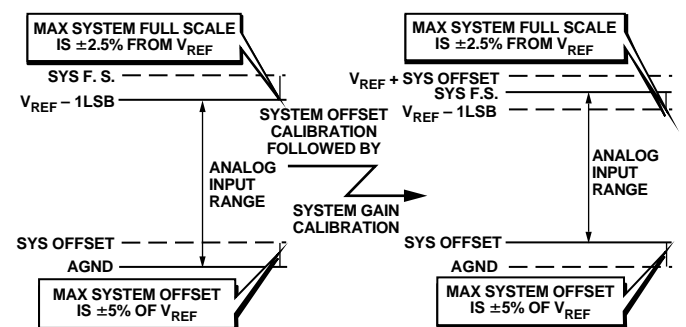 MAX SYSTEM FULL SCALE
IS ±2.5% FROM VREF
SYS F. S.
VREF – 1LSB
ANALOG
INPUT
RANGE
SYS OFFSET
AGND
MAX SYSTEM OFFSET
IS ±5% OF VREF
SYSTEM OFFSET
CALIBRATION
FOLLOWED BY
SYSTEM GAIN
CALIBRATION
MAX SYSTEM FULL SCALE
IS ±2.5% FROM VREF
VREF + SYS OFFSET
SYS F.S.
VREF – 1LSB
ANALOG
INPUT
RANGE
SYS OFFSET
AGND
MAX SYSTEM OFFSET
IS ±5% OF VREF